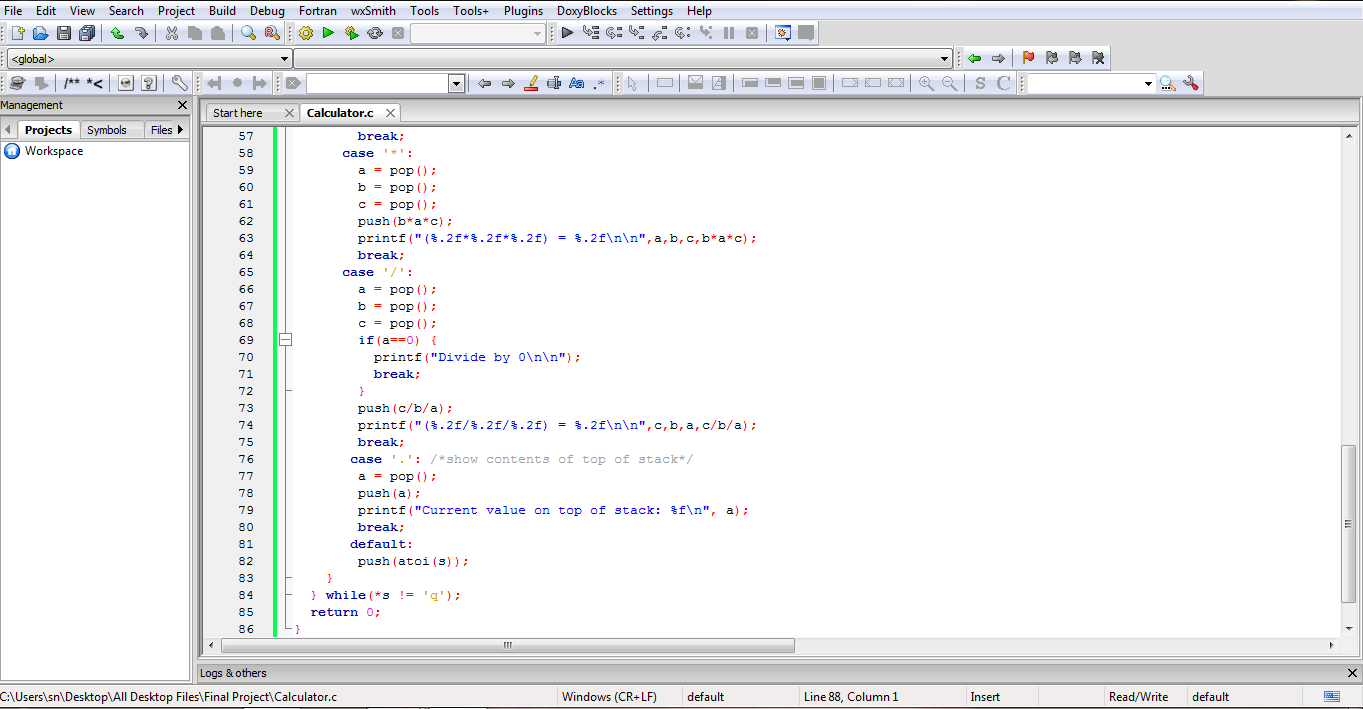 File Edit View Search Project Build Debug Fortran wxSmith Tools Tools+ Plugins DoxyBlocks Settings Help
<global>
/** *<
Aa .*
S C
Management
Start here Calculator.c
Projects Symbols Files
Workspace
57 break;
58 case '*':
59 a = pop();
60 b = pop();
61 c = pop();
62 push(b*a*c);
63 printf("(%.2f*%.2f*%.2f) = %.2f\n\n",a,b,c,b*a*c);
64 break;
65 case '/':
66 a = pop();
67 b = pop();
68 c = pop();
69 if(a==0) {
70 printf("Divide by 0\n\n");
71 break;
72 }
73 push(c/b/a);
74 printf("(%.2f/%.2f/%.2f) = %.2f\n\n",c,b,a,c/b/a);
75 break;
76 case '.': /*show contents of top of stack*/
77 a = pop();
78 push(a);
79 printf("Current value on top of stack: %f\n", a);
80 break;
81 default:
82 push(atoi(s));
83 }
84 } while(*s != 'q');
85 return 0;
86 }
Logs & others
C:\Users\sn\Desktop\All Desktop Files\Final Project\Calculator.c Windows (CR+LF) default Line 88, Column 1 Insert Read/Write default